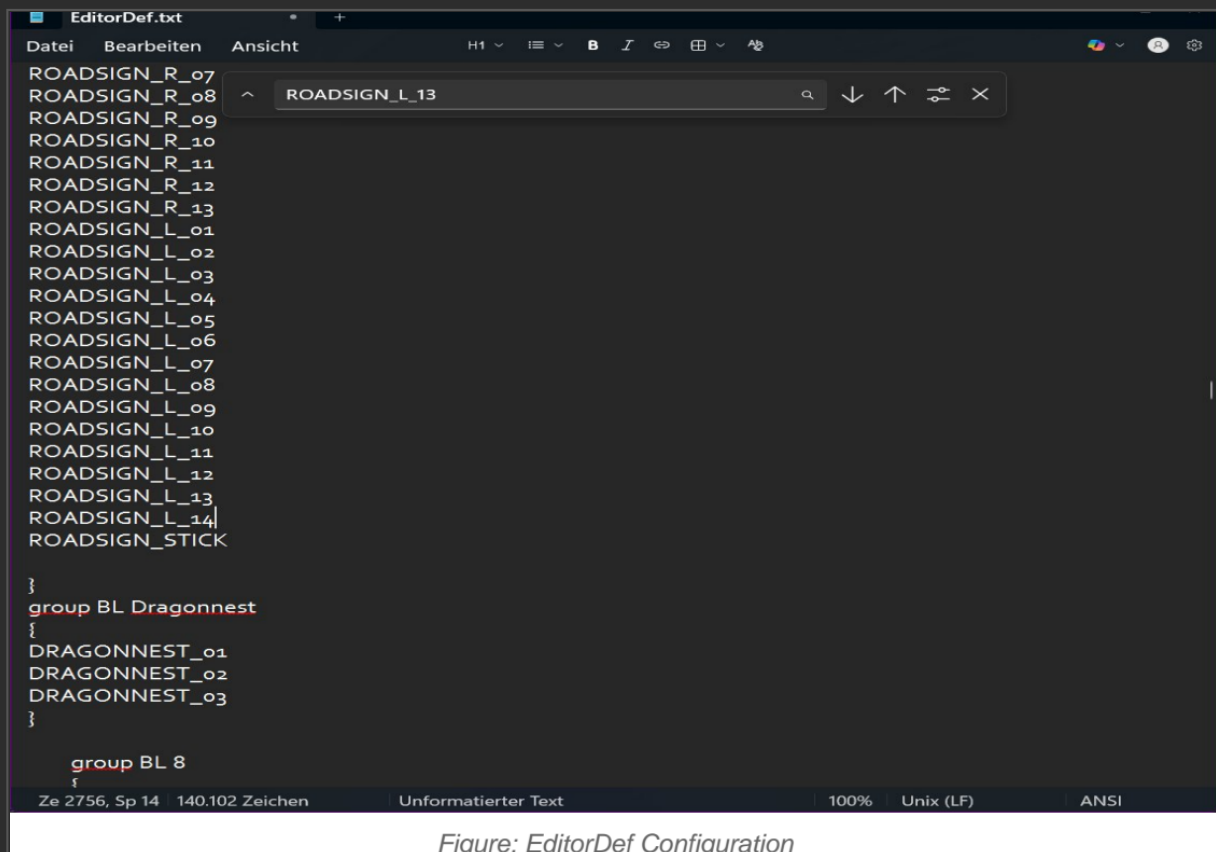 EditorDef.txt
Datei Bearbeiten Ansicht H1 B I
ROADSIGN_R_07
ROADSIGN_R_08 ROADSIGN_L_13
ROADSIGN_R_09
ROADSIGN_R_10
ROADSIGN_R_11
ROADSIGN_R_12
ROADSIGN_R_13
ROADSIGN_L_01
ROADSIGN_L_02
ROADSIGN_L_03
ROADSIGN_L_04
ROADSIGN_L_05
ROADSIGN_L_06
ROADSIGN_L_07
ROADSIGN_L_08
ROADSIGN_L_09
ROADSIGN_L_10
ROADSIGN_L_11
ROADSIGN_L_12
ROADSIGN_L_13
ROADSIGN_L_14
ROADSIGN_STICK
}
group BL Dragonnest
{
DRAGONNEST_01
DRAGONNEST_02
DRAGONNEST_03
}
group BL 8
{
Ze 2756, Sp 14 140.102 Zeichen Unformatierter Text 100% Unix (LF) ANSI
Figure: EditorDef Configuration